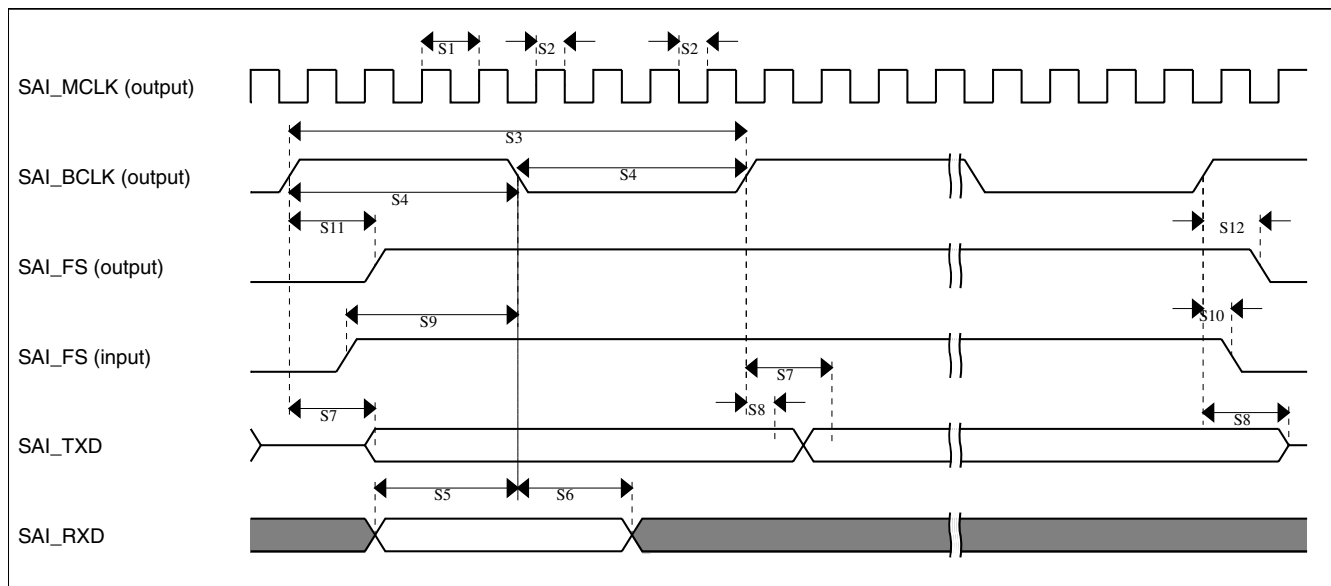 S1 S2 S2
SAI_MCLK (output)
S3
SAI_BCLK (output)
S4
S4
S11 S12
SAI_FS (output)
S9 S10
SAI_FS (input)
S7
S8
S7 S8
SAI_TXD
S5 S6
SAI_RXD